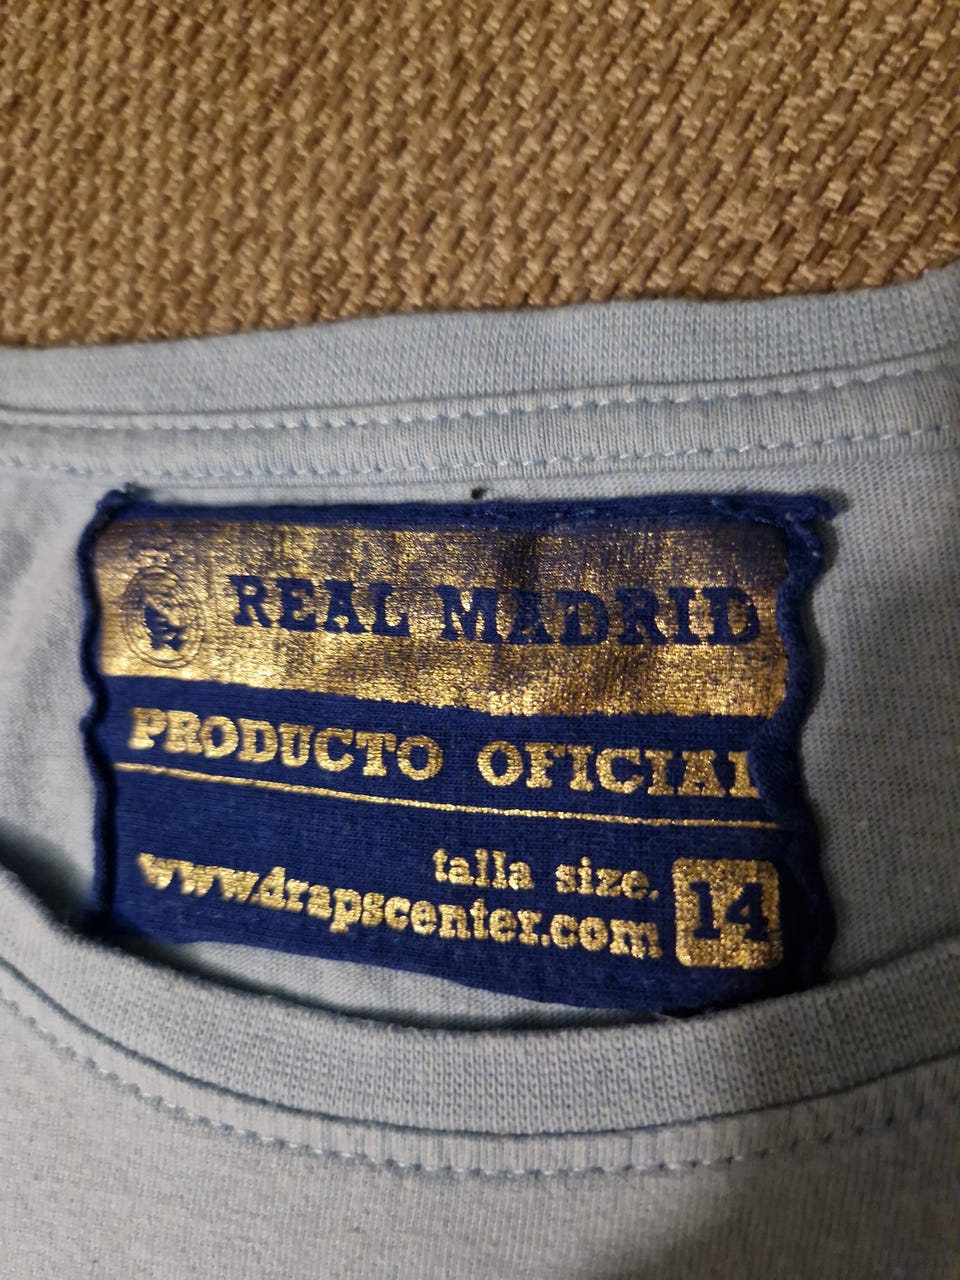 REAL MADRID
PRODUCTO OFICIAL
talla size.
www.drapscenter.com
14